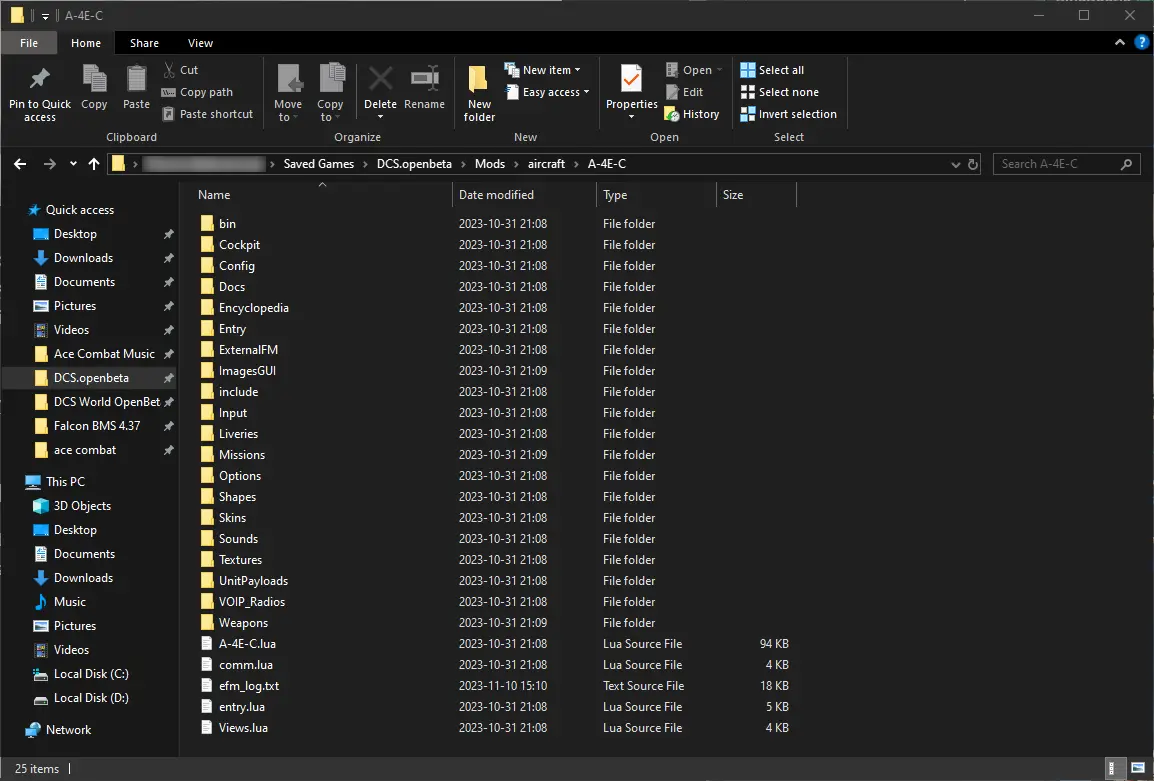 A-4E-C
File Home Share View
Pin to Quick access
Copy
Paste
Cut
Copy path
Paste shortcut
Clipboard
Move to
Copy to
Delete
Rename
Organize
New folder
New item
Easy access
New
Properties
Open
Edit
History
Open
Select all
Select none
Invert selection
Select
Saved Games > DCS.openbeta > Mods > aircraft > A-4E-C
Search A-4E-C
Quick access
Desktop
Downloads
Documents
Pictures
Videos
Ace Combat Music
DCS.openbeta
DCS World OpenBet
Falcon BMS 4.37
ace combat
This PC
3D Objects
Desktop
Documents
Downloads
Music
Pictures
Videos
Local Disk (C:)
Local Disk (D:)
Network
Name Date modified Type Size
bin 2023-10-31 21:08 File folder
Cockpit 2023-10-31 21:08 File folder
Config 2023-10-31 21:08 File folder
Docs 2023-10-31 21:08 File folder
Encyclopedia 2023-10-31 21:08 File folder
Entry 2023-10-31 21:08 File folder
ExternalFM 2023-10-31 21:08 File folder
ImagesGUI 2023-10-31 21:09 File folder
include 2023-10-31 21:08 File folder
Input 2023-10-31 21:08 File folder
Liveries 2023-10-31 21:08 File folder
Missions 2023-10-31 21:09 File folder
Options 2023-10-31 21:08 File folder
Shapes 2023-10-31 21:08 File folder
Skins 2023-10-31 21:08 File folder
Sounds 2023-10-31 21:08 File folder
Textures 2023-10-31 21:08 File folder
UnitPayloads 2023-10-31 21:08 File folder
VOIP_Radios 2023-10-31 21:08 File folder
Weapons 2023-10-31 21:09 File folder
A-4E-C.lua 2023-10-31 21:08 Lua Source File 94 KB
comm.lua 2023-10-31 21:08 Lua Source File 4 KB
efm_log.txt 2023-11-10 15:10 Text Source File 18 KB
entry.lua 2023-10-31 21:08 Lua Source File 5 KB
Views.lua 2023-10-31 21:08 Lua Source File 4 KB
25 items